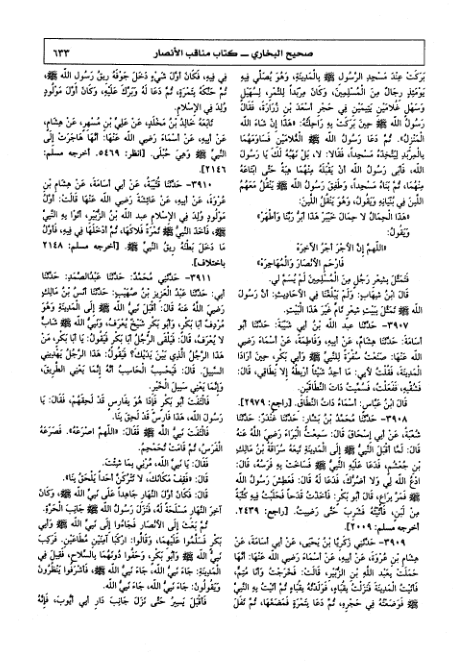 صحيح البخاري ــ كتاب مناقب الأنصار
٦٣٣
بَرَكَتْ عِنْدَ مَسْجِدِ الرَّسُولِ ﷺ بِالْمَدِينَةِ، وَهُوَ يُصَلِّي فِيهِ
يَوْمَئِذٍ رِجَالٌ مِنَ الْمُسْلِمِينَ، وَكَانَ مِرْبَدًا لِلتَّمْرِ، لِسُهَيْلٍ
وَسَهْلٍ غُلَامَيْنِ يَتِيمَيْنِ فِي حَجْرِ أَسْعَدَ بْنِ زُرَارَةَ، فَقَالَ
رَسُولُ اللَّهِ ﷺ حِينَ بَرَكَتْ بِهِ رَاحِلَتُهُ: «هَذَا إِنْ شَاءَ اللَّهُ
الْمَنْزِلُ». ثُمَّ دَعَا رَسُولُ اللَّهِ ﷺ الْغُلَامَيْنِ فَسَاوَمَهُمَا
بِالْمِرْبَدِ لِيَتَّخِذَهُ مَسْجِدًا، فَقَالَا: لَا، بَلْ نَهَبُهُ لَكَ يَا رَسُولَ
اللَّهِ، فَأَبَى رَسُولُ اللَّهِ أَنْ يَقْبَلَهُ مِنْهُمَا هِبَةً حَتَّى ابْتَاعَهُ
مِنْهُمَا، ثُمَّ بَنَاهُ مَسْجِدًا، وَطَفِقَ رَسُولُ اللَّهِ ﷺ يَنْقُلُ مَعَهُمُ
اللَّبِنَ فِي بُنْيَانِهِ وَيَقُولُ، وَهُوَ يَنْقُلُ اللَّبِنَ:
«هَذَا الْحِمَالُ لَا حِمَالَ خَيْبَرْ هَذَا أَبَرُّ رَبَّنَا وَأَطْهَرْ»
وَيَقُولُ:
«اللَّهُمَّ إِنَّ الْأَجْرَ أَجْرُ الْآخِرَهْ
فَارْحَمِ الْأَنْصَارَ وَالْمُهَاجِرَهْ»
فَتَمَثَّلَ بِشِعْرِ رَجُلٍ مِنَ الْمُسْلِمِينَ لَمْ يُسَمَّ لِي.
قَالَ ابْنُ شِهَابٍ: وَلَمْ يَبْلُغْنَا فِي الْأَحَادِيثِ: أَنَّ رَسُولَ
اللَّهِ ﷺ تَمَثَّلَ بِبَيْتِ شِعْرٍ تَامٍّ غَيْرِ هَذَا الْبَيْتِ.
٣٩٠٧ - حَدَّثَنَا عَبْدُ اللَّهِ بْنُ أَبِي شَيْبَةَ: حَدَّثَنَا أَبُو
أُسَامَةَ: حَدَّثَنَا هِشَامٌ، عَنْ أَبِيهِ، وَفَاطِمَةَ، عَنْ أَسْمَاءَ رَضِيَ
اللَّهُ عَنْهَا: صَنَعْتُ سُفْرَةً لِلنَّبِيِّ ﷺ وَأَبِي بَكْرٍ، حِينَ أَرَادَا
الْمَدِينَةَ، فَقُلْتُ لِأَبِي: مَا أَجِدُ شَيْئًا أَرْبِطُهُ إِلَّا نِطَاقِي، قَالَ:
فَشُقِّيهِ، فَفَعَلْتُ، فَسُمِّيتُ ذَاتَ النِّطَاقَيْنِ.
قَالَ ابْنُ عَبَّاسٍ: أَسْمَاءُ ذَاتُ النِّطَاقِ. [راجع: ٢٩٧٩].
٣٩٠٨ - حَدَّثَنَا مُحَمَّدُ بْنُ بَشَّارٍ: حَدَّثَنَا غُنْدَرٌ: حَدَّثَنَا
شُعْبَةُ، عَنْ أَبِي إِسْحَاقَ قَالَ: سَمِعْتُ الْبَرَاءَ رَضِيَ اللَّهُ عَنْهُ
قَالَ: لَمَّا أَقْبَلَ النَّبِيُّ ﷺ إِلَى الْمَدِينَةِ تَبِعَهُ سُرَاقَةُ بْنُ مَالِكِ
بْنِ جُعْشُمٍ، فَدَعَا عَلَيْهِ النَّبِيُّ ﷺ فَسَاخَتْ بِهِ فَرَسُهُ، قَالَ:
ادْعُ اللَّهَ لِي وَلَا أَضُرُّكَ، فَدَعَا لَهُ، قَالَ: فَعَطِشَ رَسُولُ اللَّهِ
ﷺ فَمَرَّ بِرَاعٍ، قَالَ أَبُو بَكْرٍ: فَأَخَذْتُ قَدَحًا فَحَلَبْتُ فِيهِ كُثْبَةً
مِنْ لَبَنٍ، فَأَتَيْتُهُ فَشَرِبَ حَتَّى رَضِيتُ. [راجع: ٢٤٣٩،
أخرجه مسلم: ٢٠٠٩].
٣٩٠٩ - حَدَّثَنِي زَكَرِيَّا بْنُ يَحْيَى، عَنْ أَبِي أُسَامَةَ، عَنْ
هِشَامِ بْنِ عُرْوَةَ، عَنْ أَبِيهِ، عَنْ أَسْمَاءَ رَضِيَ اللَّهُ عَنْهَا: أَنَّهَا
حَمَلَتْ بِعَبْدِ اللَّهِ بْنِ الزُّبَيْرِ، قَالَتْ: فَخَرَجْتُ وَأَنَا مُتِمٌّ،
فَأَتَيْتُ الْمَدِينَةَ فَنَزَلْتُ بِقُبَاءٍ، فَوَلَدْتُهُ بِقُبَاءٍ، ثُمَّ أَتَيْتُ بِهِ النَّبِيَّ
ﷺ فَوَضَعْتُهُ فِي حَجْرِهِ، ثُمَّ دَعَا بِتَمْرَةٍ فَمَضَغَهَا، ثُمَّ تَفَلَ
فِي فِيهِ، فَكَانَ أَوَّلَ شَيْءٍ دَخَلَ جَوْفَهُ رِيقُ رَسُولِ اللَّهِ ﷺ،
ثُمَّ حَنَّكَهُ بِتَمْرَةٍ، ثُمَّ دَعَا لَهُ وَبَرَّكَ عَلَيْهِ، وَكَانَ أَوَّلَ مَوْلُودٍ
وُلِدَ فِي الْإِسْلَامِ.
تَابَعَهُ خَالِدُ بْنُ مَخْلَدٍ، عَنْ عَلِيِّ بْنِ مُسْهِرٍ، عَنْ هِشَامٍ،
عَنْ أَبِيهِ، عَنْ أَسْمَاءَ رَضِيَ اللَّهُ عَنْهَا: أَنَّهَا هَاجَرَتْ إِلَى
النَّبِيِّ ﷺ وَهِيَ حُبْلَى. [انظر: ٥٤٦٩، أخرجه مسلم:
٢١٤٦].
٣٩١٠ - حَدَّثَنَا قُتَيْبَةُ، عَنْ أَبِي أُسَامَةَ، عَنْ هِشَامِ بْنِ
عُرْوَةَ، عَنْ أَبِيهِ، عَنْ عَائِشَةَ رَضِيَ اللَّهُ عَنْهَا قَالَتْ: أَوَّلُ
مَوْلُودٍ وُلِدَ فِي الْإِسْلَامِ عبد الله بْنُ الزُّبَيْرِ، أَتَوْا بِهِ النَّبِيَّ
ﷺ، فَأَخَذَ النَّبِيُّ ﷺ تَمْرَةً فَلَاكَهَا، ثُمَّ أَدْخَلَهَا فِي فِيهِ، فَأَوَّلُ
مَا دَخَلَ بَطْنَهُ رِيقُ النَّبِيِّ ﷺ. [أخرجه مسلم: ٢١٤٨
باختلاف].
٣٩١١ - حَدَّثَنِي مُحَمَّدٌ: حَدَّثَنَا عَبْدُ الصَّمَدِ: حَدَّثَنَا
أَبِي: حَدَّثَنَا عَبْدُ الْعَزِيزِ بْنُ صُهَيْبٍ: حَدَّثَنَا أَنَسُ بْنُ مَالِكٍ
رَضِيَ اللَّهُ عَنْهُ قَالَ: أَقْبَلَ نَبِيُّ اللَّهِ ﷺ إِلَى الْمَدِينَةِ وَهُوَ
مُرْدِفٌ أَبَا بَكْرٍ، وَأَبُو بَكْرٍ شَيْخٌ يُعْرَفُ، وَنَبِيُّ اللَّهِ ﷺ شَابٌّ
لَا يُعْرَفُ، قَالَ: فَيَلْقَى الرَّجُلُ أَبَا بَكْرٍ فَيَقُولُ: يَا أَبَا بَكْرٍ، مَنْ
هَذَا الرَّجُلُ الَّذِي بَيْنَ يَدَيْكَ؟ فَيَقُولُ: هَذَا الرَّجُلُ يَهْدِينِي
السَّبِيلَ. قَالَ: فَيَحْسِبُ الْحَاسِبُ أَنَّهُ إِنَّمَا يَعْنِي الطَّرِيقَ،
وَإِنَّمَا يَعْنِي سَبِيلَ الْخَيْرِ.
فَالْتَفَتَ أَبُو بَكْرٍ فَإِذَا هُوَ بِفَارِسٍ قَدْ لَحِقَهُمْ، فَقَالَ: يَا
رَسُولَ اللَّهِ، هَذَا فَارِسٌ قَدْ لَحِقَ بِنَا.
فَالْتَفَتَ نَبِيُّ اللَّهِ ﷺ فَقَالَ: «اللَّهُمَّ اصْرَعْهُ». فَصَرَعَهُ
الْفَرَسُ، ثُمَّ قَامَتْ تُحَمْحِمُ.
فَقَالَ: يَا نَبِيَّ اللَّهِ، مُرْنِي بِمَا شِئْتَ.
قَالَ: «فَقِفْ مَكَانَكَ، لَا تَتْرُكَنَّ أَحَدًا يَلْحَقُ بِنَا».
قَالَ: فَكَانَ أَوَّلَ النَّهَارِ جَاهِدًا عَلَى نَبِيِّ اللَّهِ ﷺ، وَكَانَ
آخِرَ النَّهَارِ مَسْلَحَةً لَهُ، فَنَزَلَ رَسُولُ اللَّهِ ﷺ جَانِبَ الْحَرَّةِ.
ثُمَّ بَعَثَ إِلَى الْأَنْصَارِ فَجَاءُوا إِلَى نَبِيِّ اللَّهِ ﷺ وَأَبِي
بَكْرٍ فَسَلَّمُوا عَلَيْهِمَا، وَقَالُوا: ارْكَبَا آمِنَيْنِ مُطَاعَيْنِ. فَرَكِبَ
نَبِيُّ اللَّهِ ﷺ وَأَبُو بَكْرٍ، وَحَفُّوا دُونَهُمَا بِالسِّلَاحِ، فَقِيلَ فِي
الْمَدِينَةِ: جَاءَ نَبِيُّ اللَّهِ، جَاءَ نَبِيُّ اللَّهِ ﷺ، فَأَشْرَفُوا يَنْظُرُونَ
وَيَقُولُونَ: جَاءَ نَبِيُّ اللَّهِ، جَاءَ نَبِيُّ اللَّهِ.
فَأَقْبَلَ يَسِيرُ حَتَّى نَزَلَ جَانِبَ دَارِ أَبِي أَيُّوبَ، فَإِنَّهُ